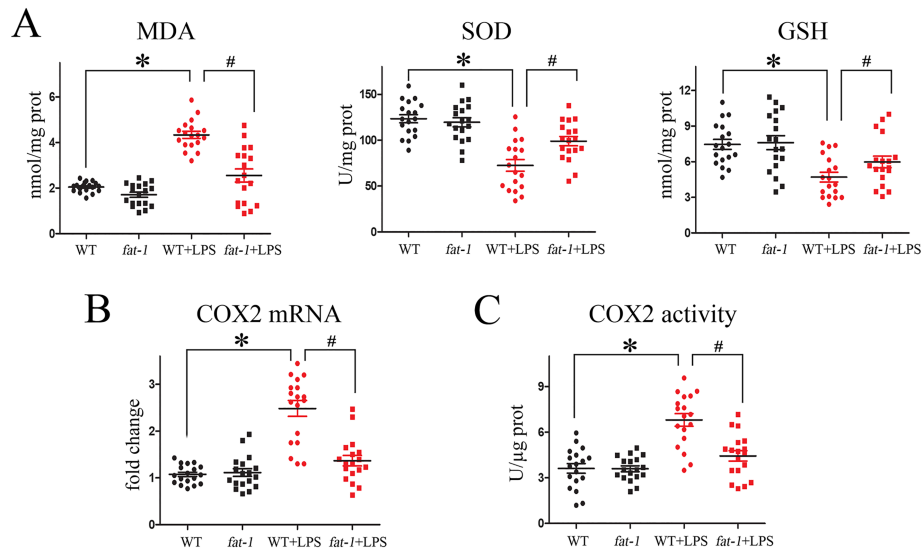 A
MDA
SOD
GSH
*
#
*
#
*
#
nmol/mg prot
6
4
2
0
WT
fat-1
WT+LPS
fat-1+LPS
U/mg prot
150
100
50
0
WT
fat-1
WT+LPS
fat-1+LPS
nmol/mg prot
12
9
6
3
0
WT
fat-1
WT+LPS
fat-1+LPS
B
COX2 mRNA
*
#
fold change
3
2
1
0
WT
fat-1
WT+LPS
fat-1+LPS
C
COX2 activity
*
#
U/µg prot
9
6
3
0
WT
fat-1
WT+LPS
fat-1+LPS